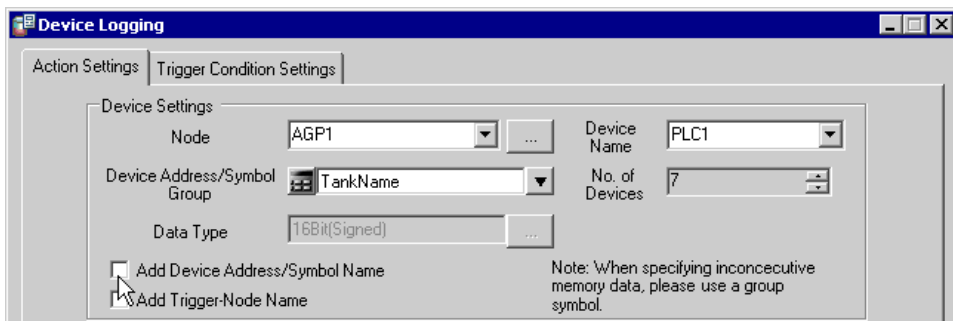 Device Logging
Action Settings Trigger Condition Settings
Device Settings
Node AGP1 ... Device Name PLC1
Device Address/Symbol Group TankName No. of Devices 7
Data Type 16Bit(Signed) ...
Add Device Address/Symbol Name
Add Trigger-Node Name
Note: When specifying inconcecutive
memory data, please use a group
symbol.